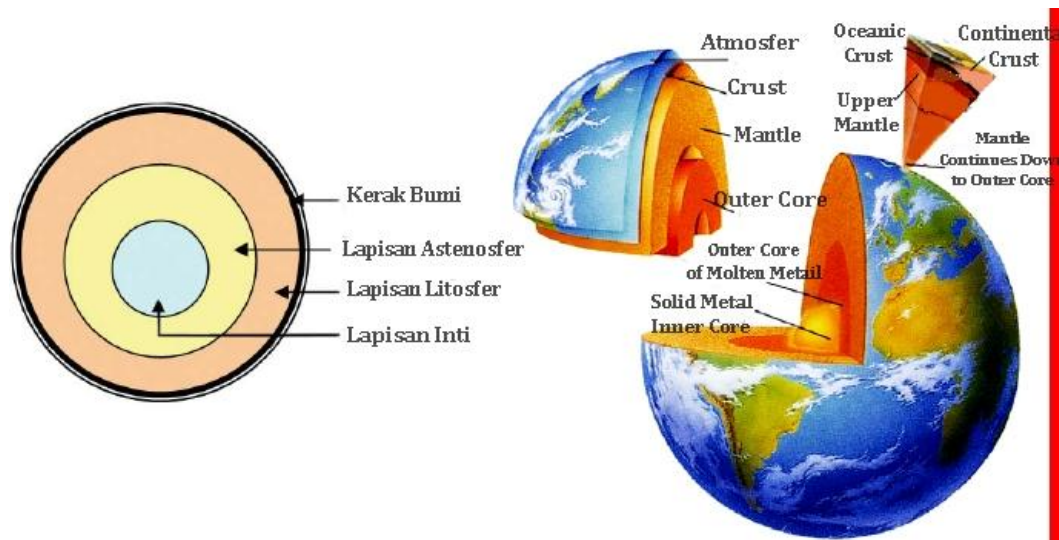 Kerak Bumi
Lapisan Astenosfer
Lapisan Litosfer
Lapisan Inti
Atmosfer
Crust
Mantle
Outer Core
Oceanic
Crust
Continenta
Crust
Upper
Mantle
Mantle
Continues Down
to Outer Core
Outer Core
of Molten Metail
Solid Metal
Inner Core